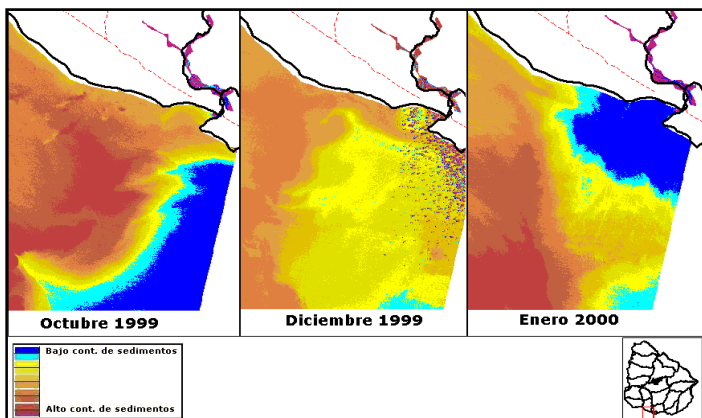 Octubre 1999
Diciembre 1999
Enero 2000
Bajo cont. de sedimentos
Alto cont. de sedimentos